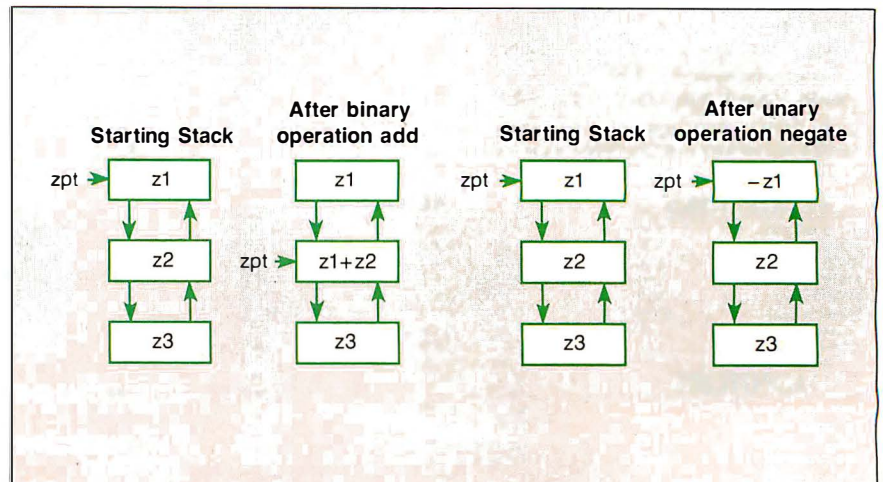 Starting Stack
After binary
operation add
Starting Stack
After unary
operation negate
zpt
z1
z2
z3
z1
zpt
z1+z2
z3
zpt
z1
z2
z3
zpt
−z1
z2
z3